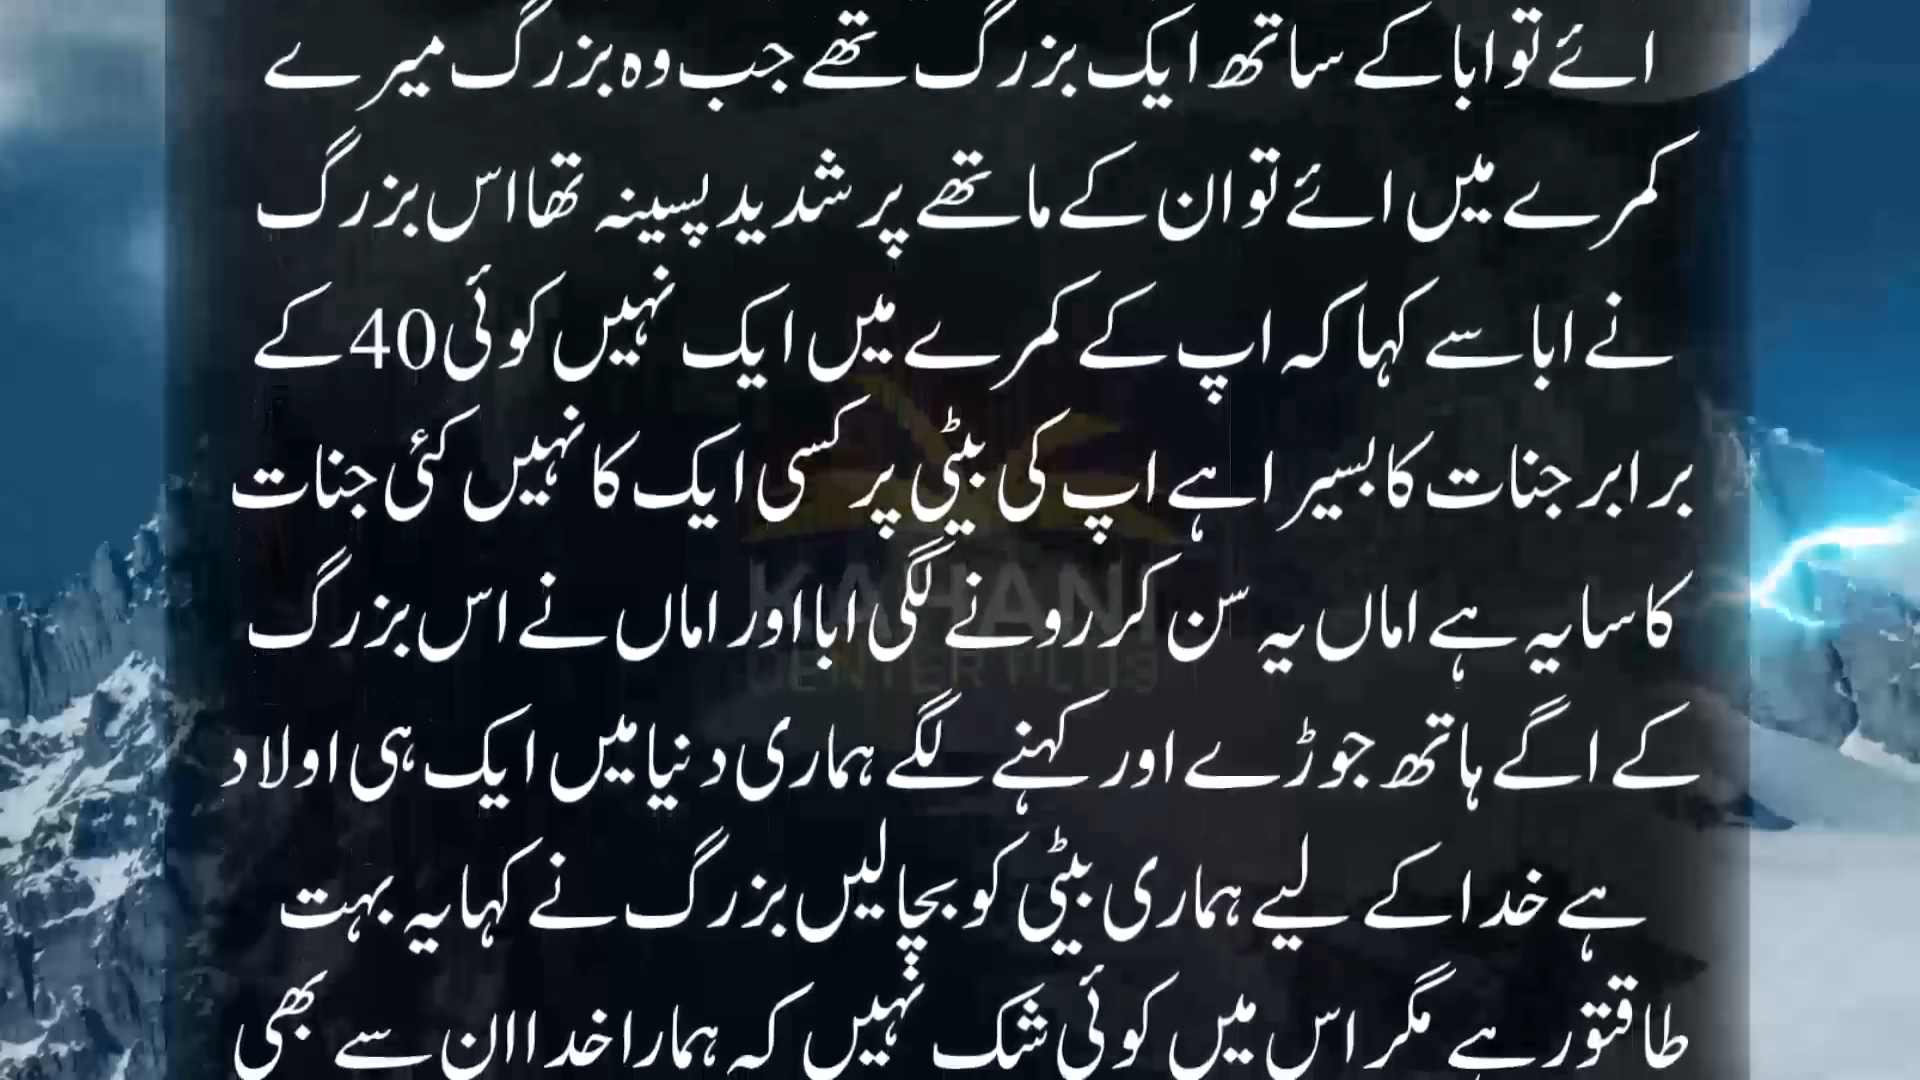 ائے تو ابا کے ساتھ ایک بزرگ تھے جب وہ بزرگ میرے
کمرے میں ائے تو ان کے ماتھے پر شدید پسینہ تھا اس بزرگ
نے ابا سے کہا کہ اپ کے کمرے میں ایک نہیں کوئی 40 کے
برابر جنات کا بسیرا ہے اپ کی بیٹی پر کسی ایک کا نہیں کئی جنات
کا سایہ ہے اماں یہ سن کر رونے لگی ابا اور اماں نے اس بزرگ
کے اگے ہاتھ جوڑے اور کہنے لگے ہماری دنیا میں ایک ہی اولاد
ہے خدا کے لیے ہماری بیٹی کو بچا لیں بزرگ نے کہا یہ بہت
طاقتور ہے مگر اس میں کوئی شک نہیں کہ ہمارا خدا ان سے بھی
KAHANI
CENTER PLUS